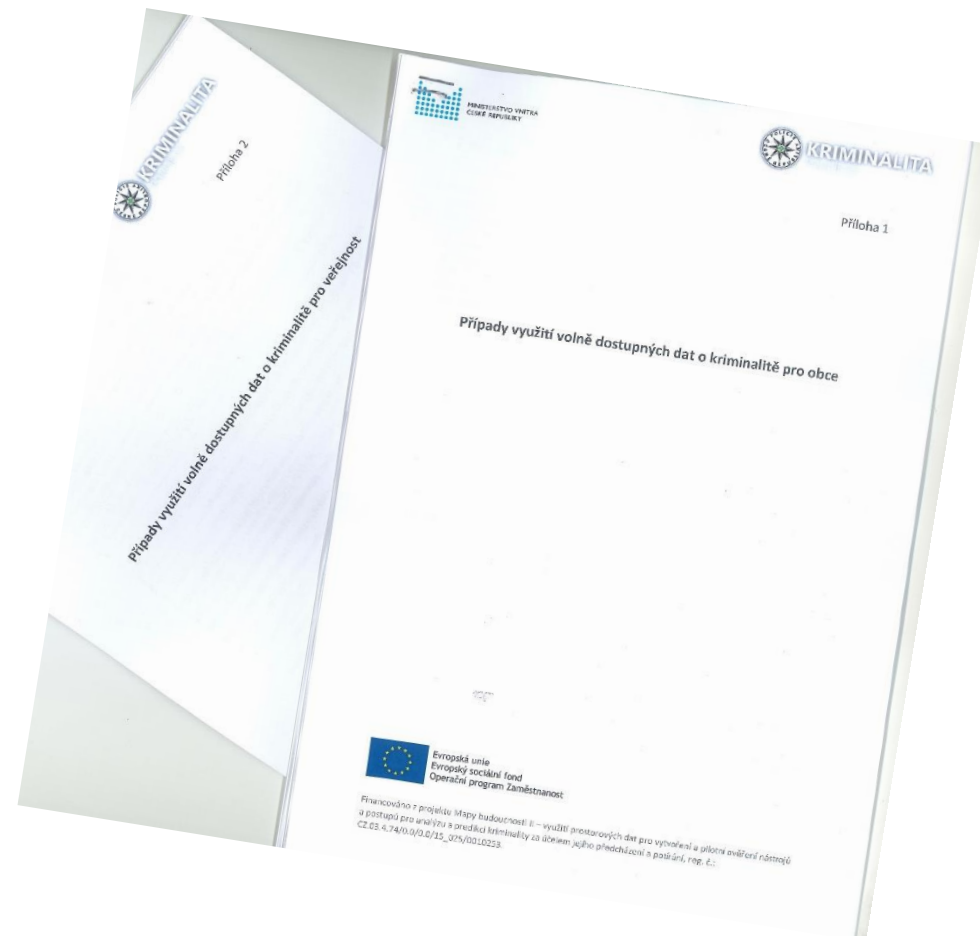 KRIMINALITA
Příloha 2
Případy využití volně dostupných dat o kriminalitě pro veřejnost
MINISTERSTVO VNITRA
ČESKÉ REPUBLIKY
KRIMINALITA
Příloha 1
Případy využití volně dostupných dat o kriminalitě pro obce
Evropská unie
Evropský sociální fond
Operační program Zaměstnanost
Financováno z projektu Mapy budoucnosti II – využití prostorových dat pro vytvoření a pilotní ověření nástrojů
a postupů pro analýzu a predikci kriminality za účelem jejího předcházení a potírání, reg. č.:
CZ.03.4.74/0.0/0.0/15_025/0010253.